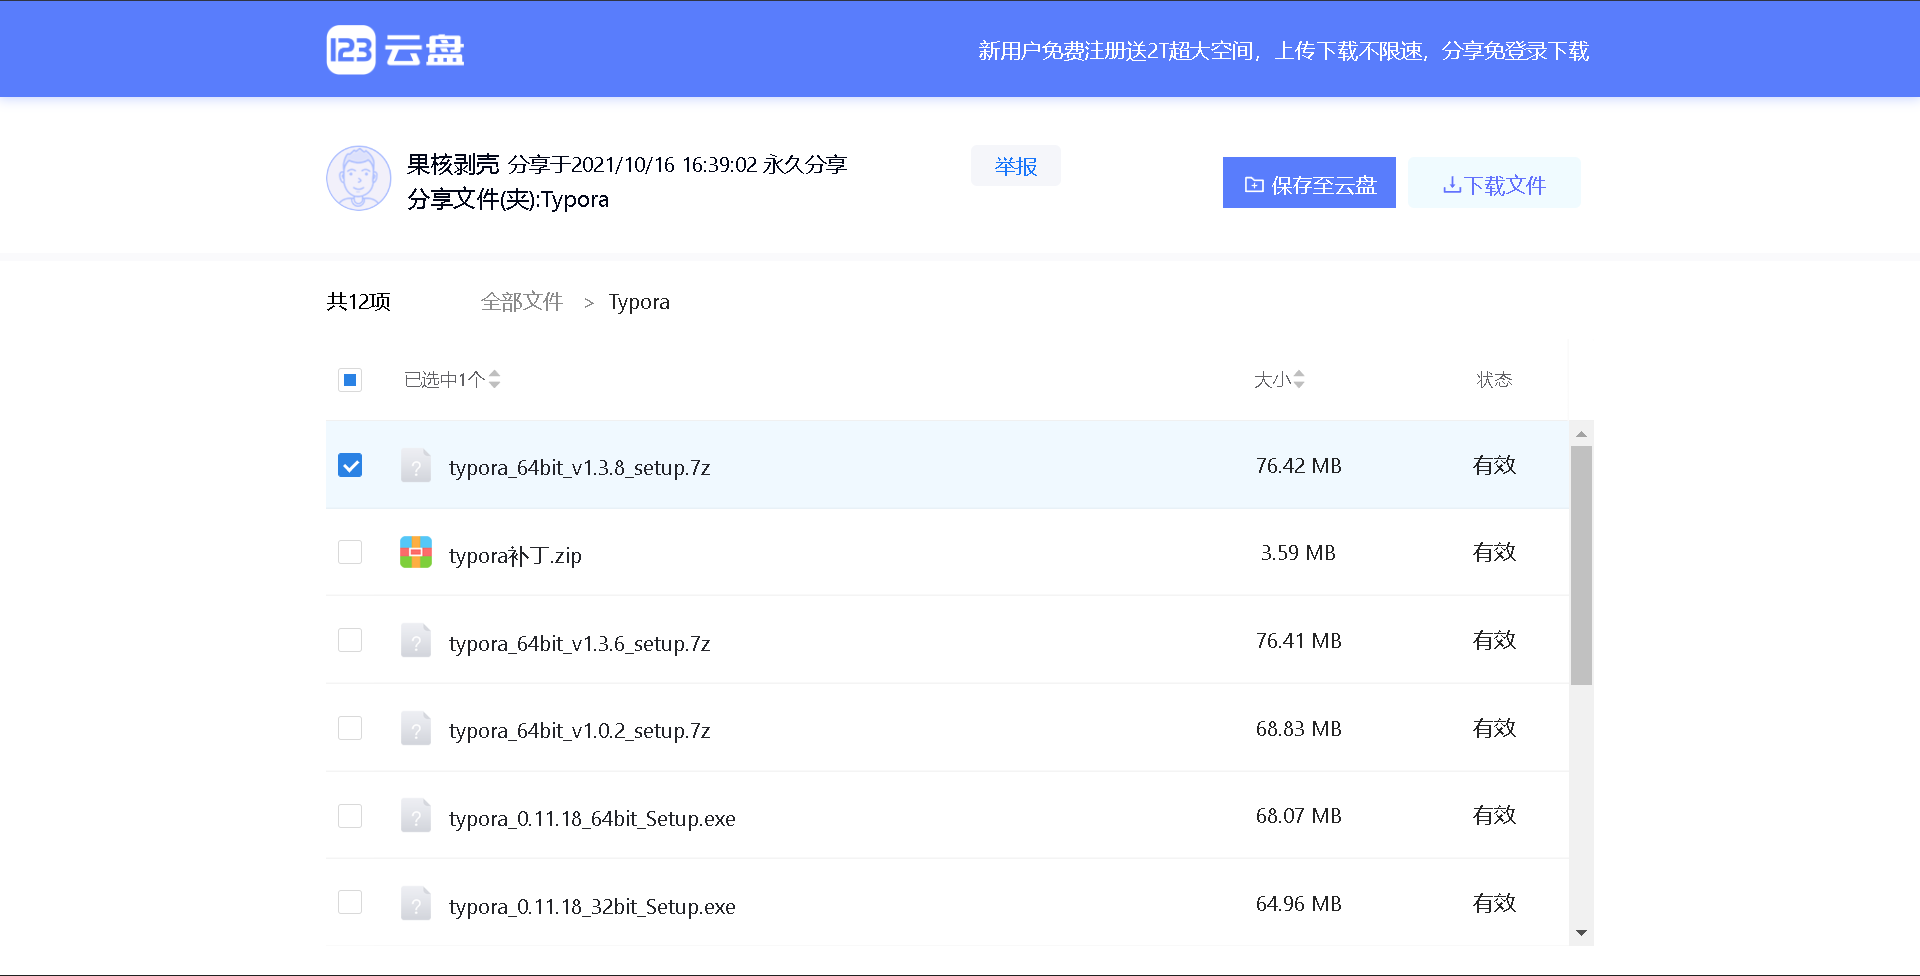 123 云盘
新用户免费注册送2T超大空间，上传下载不限速，分享免登录下载
果核剥壳 分享于2021/10/16 16:39:02 永久分享
举报
保存至云盘
下载文件
分享文件(夹):Typora
共12项
全部文件 > Typora
已选中1个 大小 状态
typora_64bit_v1.3.8_setup.7z 76.42 MB 有效
typora补丁.zip 3.59 MB 有效
typora_64bit_v1.3.6_setup.7z 76.41 MB 有效
typora_64bit_v1.0.2_setup.7z 68.83 MB 有效
typora_0.11.18_64bit_Setup.exe 68.07 MB 有效
typora_0.11.18_32bit_Setup.exe 64.96 MB 有效